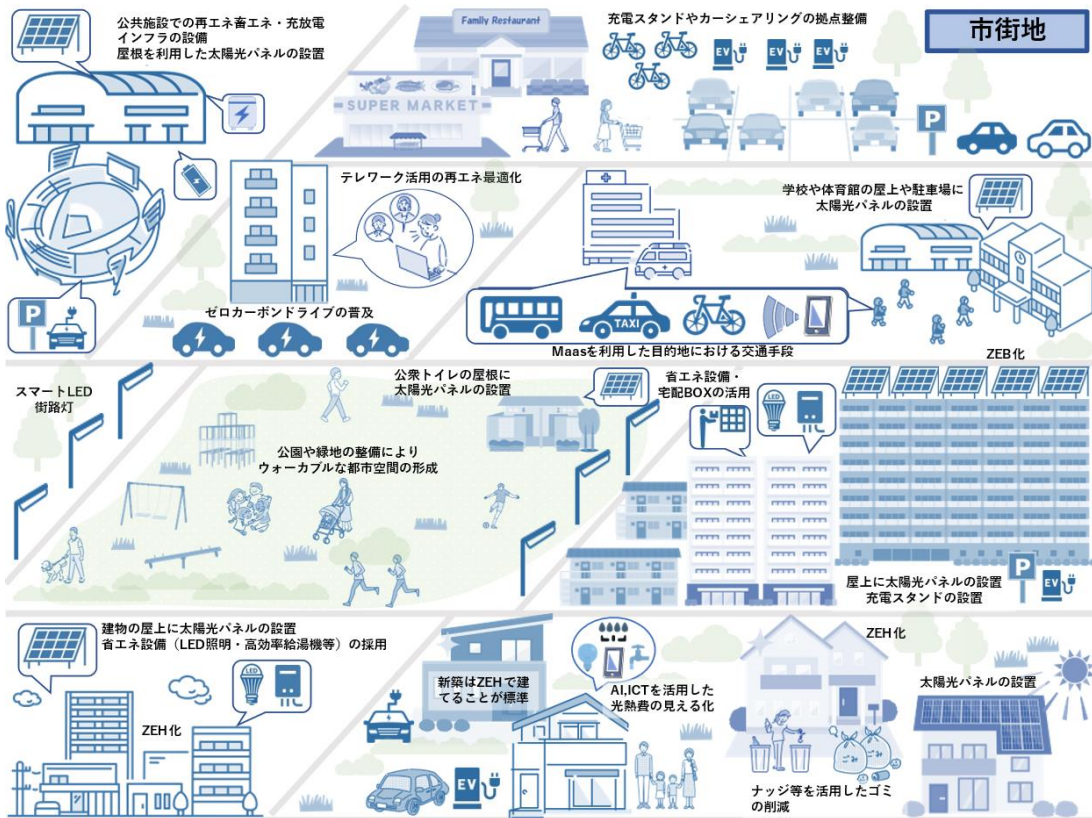 市街地
公共施設での再エネ畜エネ・充放電
インフラの設備
屋根を利用した太陽光パネルの設置
Family Restaurant
SUPER MARKET
充電スタンドやカーシェアリングの拠点整備
EV
EV
EV
P
テレワーク活用の再エネ最適化
学校や体育館の屋上や駐車場に
太陽光パネルの設置
P
ゼロカーボンドライブの普及
TAXI
Maasを利用した目的地における交通手段
ZEB化
スマートLED
街路灯
公衆トイレの屋根に
太陽光パネルの設置
公園や緑地の整備により
ウォーカブルな都市空間の形成
省エネ設備・
宅配BOXの活用
LED
屋上に太陽光パネルの設置
充電スタンドの設置
P
EV
建物の屋上に太陽光パネルの設置
省エネ設備（LED照明・高効率給湯機等）の採用
LED
ZEH化
新築はZEHで建
てることが標準
EV
AI,ICTを活用した
光熱費の見える化
ZEH化
ごみ
ごみ
ナッジ等を活用したゴミ
の削減
太陽光パネルの設置